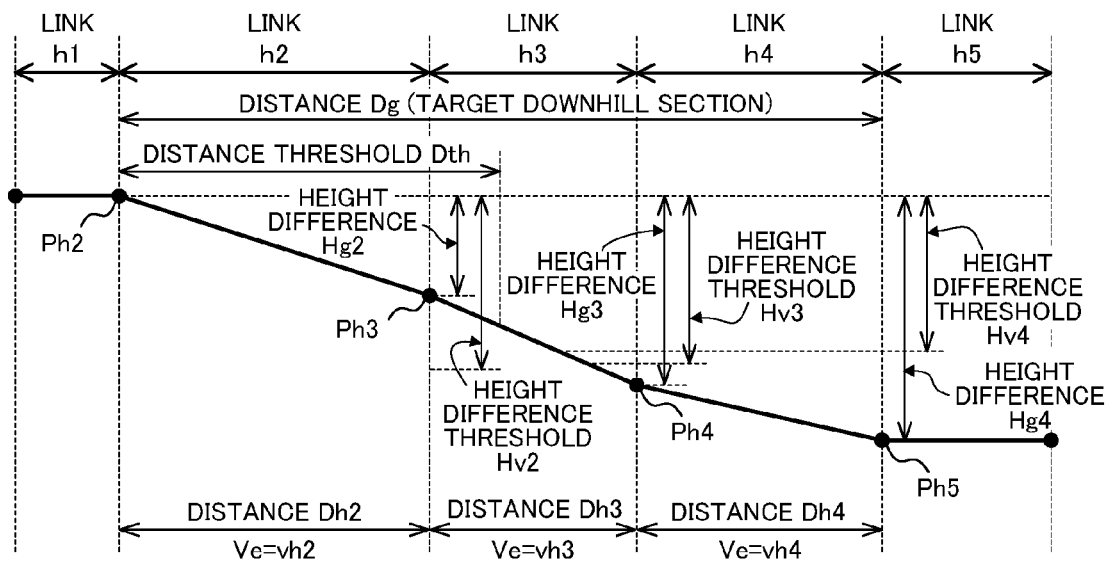 LINK
h1
LINK
h2
LINK
h3
LINK
h4
LINK
h5
DISTANCE Dg (TARGET DOWNHILL SECTION)
DISTANCE THRESHOLD Dth
Ph2
HEIGHT
DIFFERENCE
Hg2
Ph3
HEIGHT
DIFFERENCE
THRESHOLD
Hv2
HEIGHT
DIFFERENCE
Hg3
HEIGHT
DIFFERENCE
THRESHOLD
Hv3
Ph4
HEIGHT
DIFFERENCE
THRESHOLD
Hv4
HEIGHT
DIFFERENCE
Hg4
Ph5
DISTANCE Dh2
DISTANCE Dh3
DISTANCE Dh4
Ve=vh2
Ve=vh3
Ve=vh4